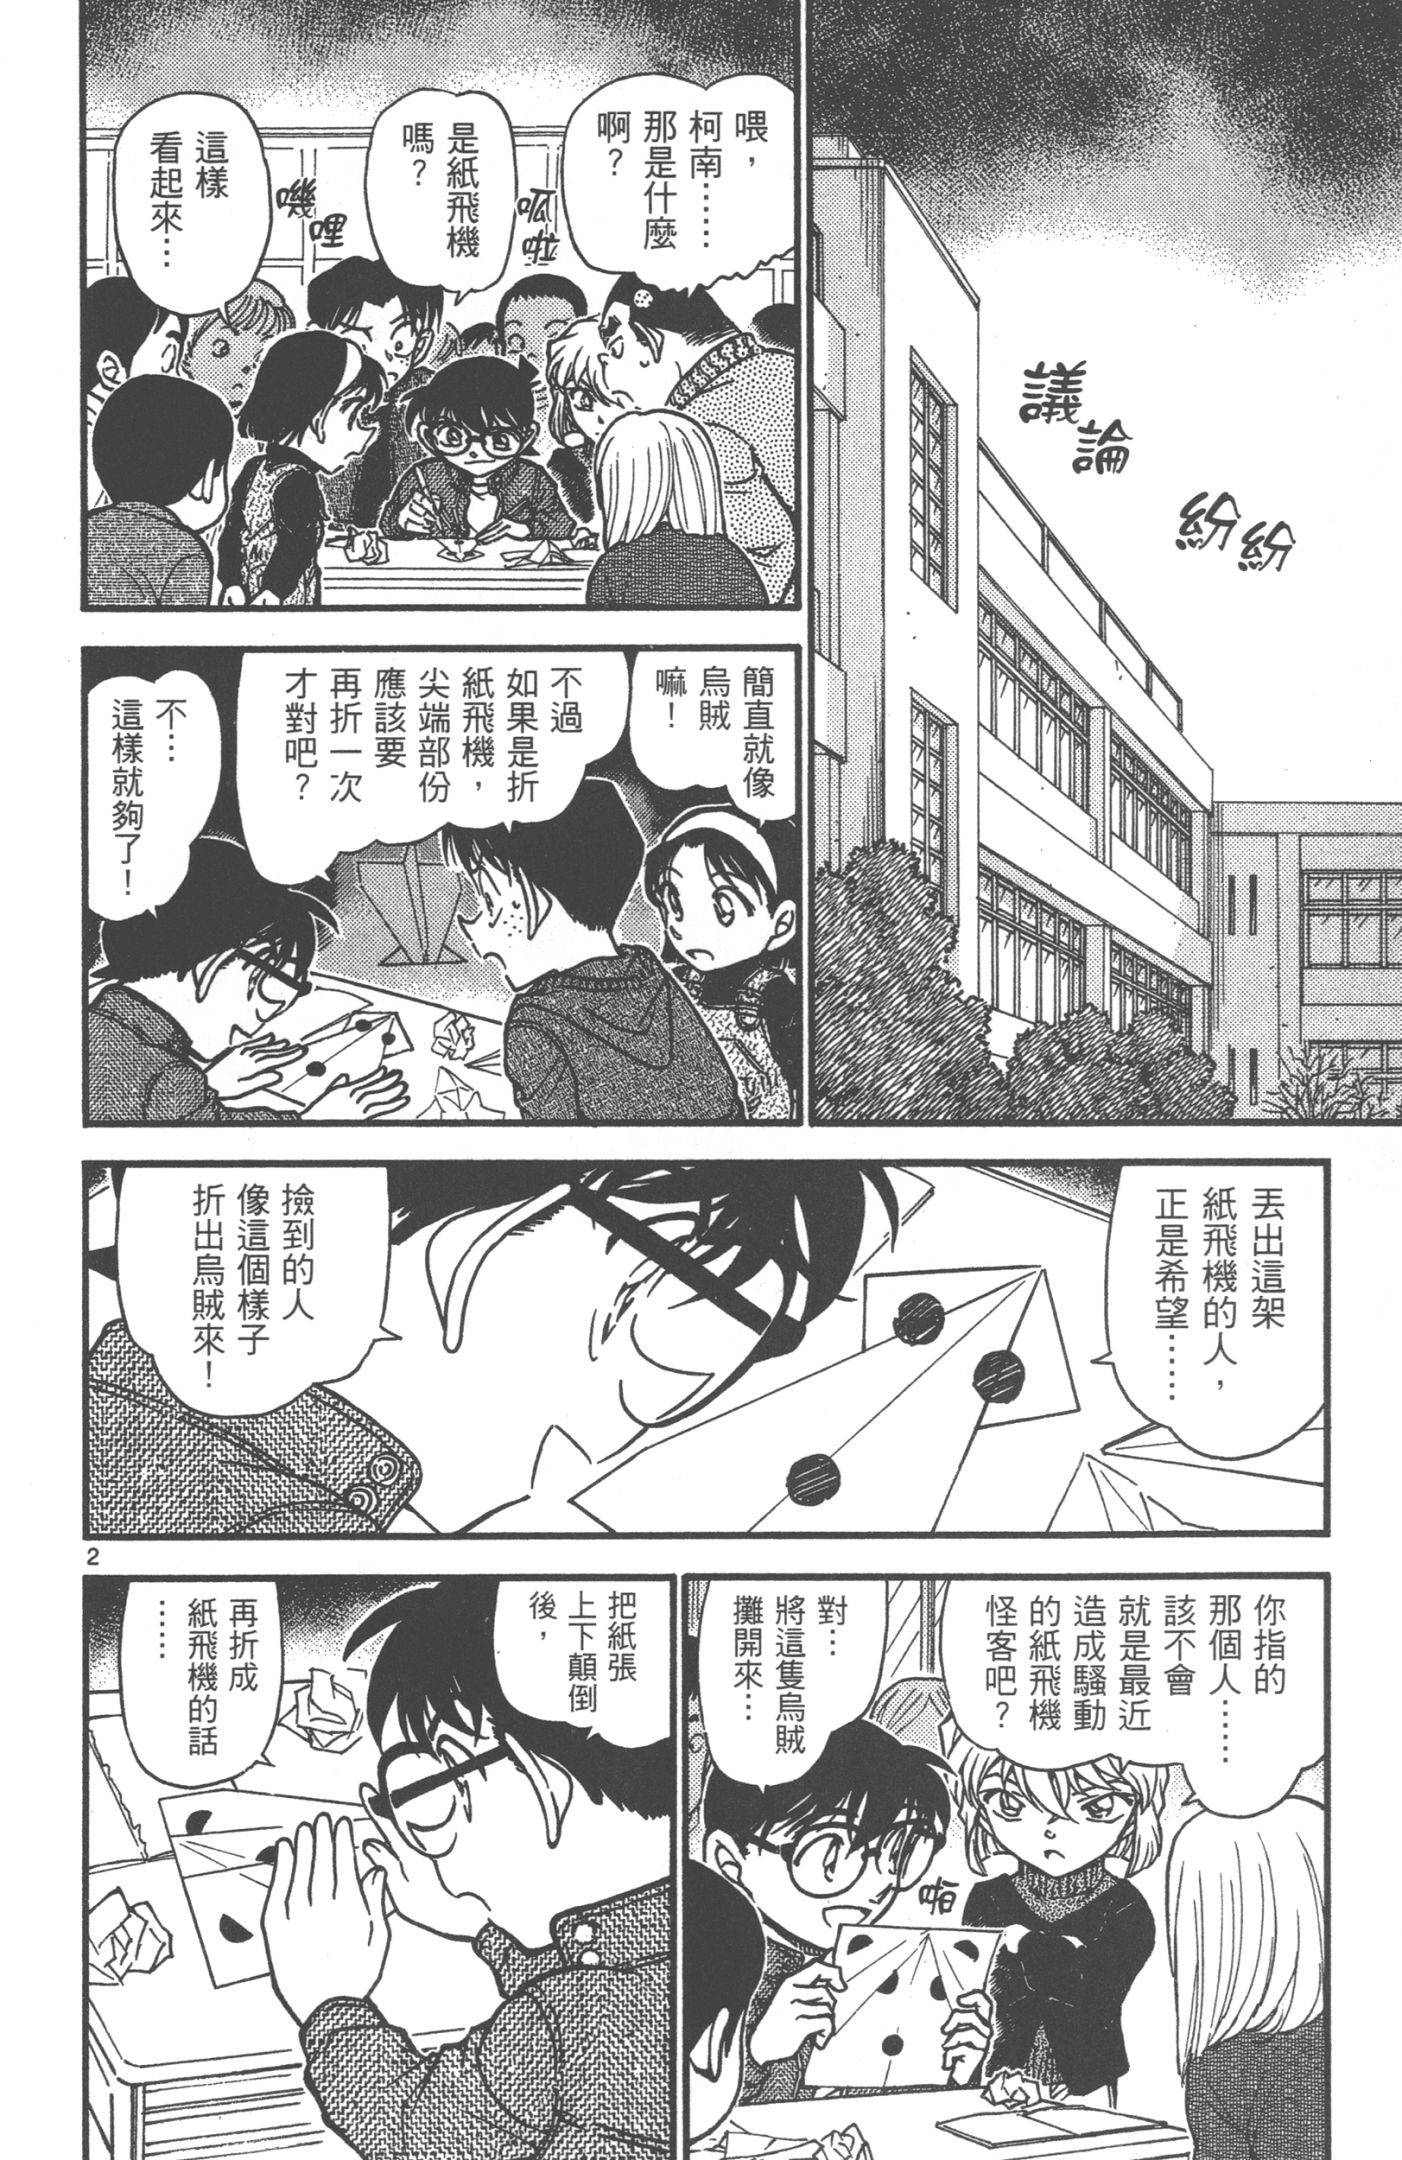 議論
紛紛
喂，
柯南……
那是什麼
啊？
是紙飛機
嗎？
嘰哩
呱啦
這樣
看起來…
簡直就像
烏賊
嘛！
不過
如果是折
紙飛機，
尖端部份
應該要
再折一次
才對吧？
不…
這樣就夠了！
丟出這架
紙飛機的人，
正是希望……
撿到的人
像這個樣子
折出烏賊來！
2
你指的
那個人……
該不會
就是最近
造成騷動
的紙飛機
怪客吧？
對…
將這隻烏賊
攤開來…
啪
把紙張
上下顛倒
後，
再折成
紙飛機的話
……